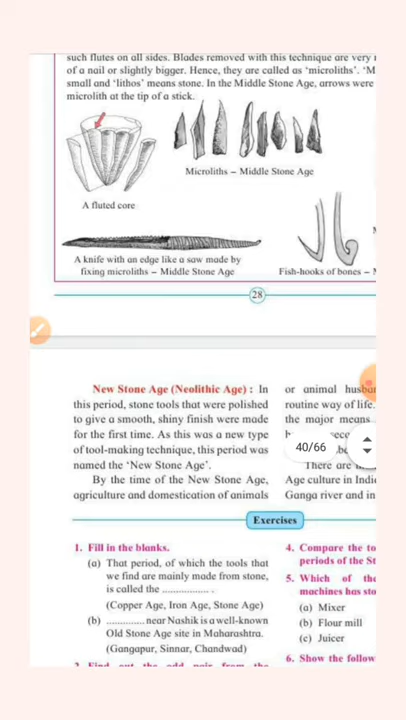 such flutes on all sides. Blades removed with this technique are very
of a nail or slightly bigger. Hence, they are called as 'microliths'. 'M
small and 'lithos' means stone. In the Middle Stone Age, arrows were
microlith at the tip of a stick.
Microliths – Middle Stone Age
A fluted core
A knife with an edge like a saw made by
fixing microliths – Middle Stone Age
Fish-hooks of bones –
28
New Stone Age (Neolithic Age) : In
this period, stone tools that were polished
to give a smooth, shiny finish were made
for the first time. As this was a new type
of tool-making technique, this period was
named the 'New Stone Age'.
By the time of the New Stone Age,
agriculture and domestication of animals
or animal
routine way of life.
the major means
40/66
There are
Age culture in
Ganga river and in
Exercises
1. Fill in the blanks.
(a) That period, of which the tools that
we find are mainly made from stone,
is called the ................. .
(Copper Age, Iron Age, Stone Age)
(b) .............. near Nashik is a well-known
Old Stone Age site in Maharashtra.
(Gangapur, Sinnar, Chandwad)
2. Find out the odd pair from the
4. Compare the to
periods of the St
5. Which of the
machines has sto
(a) Mixer
(b) Flour mill
(c) Juicer
6. Show the follow